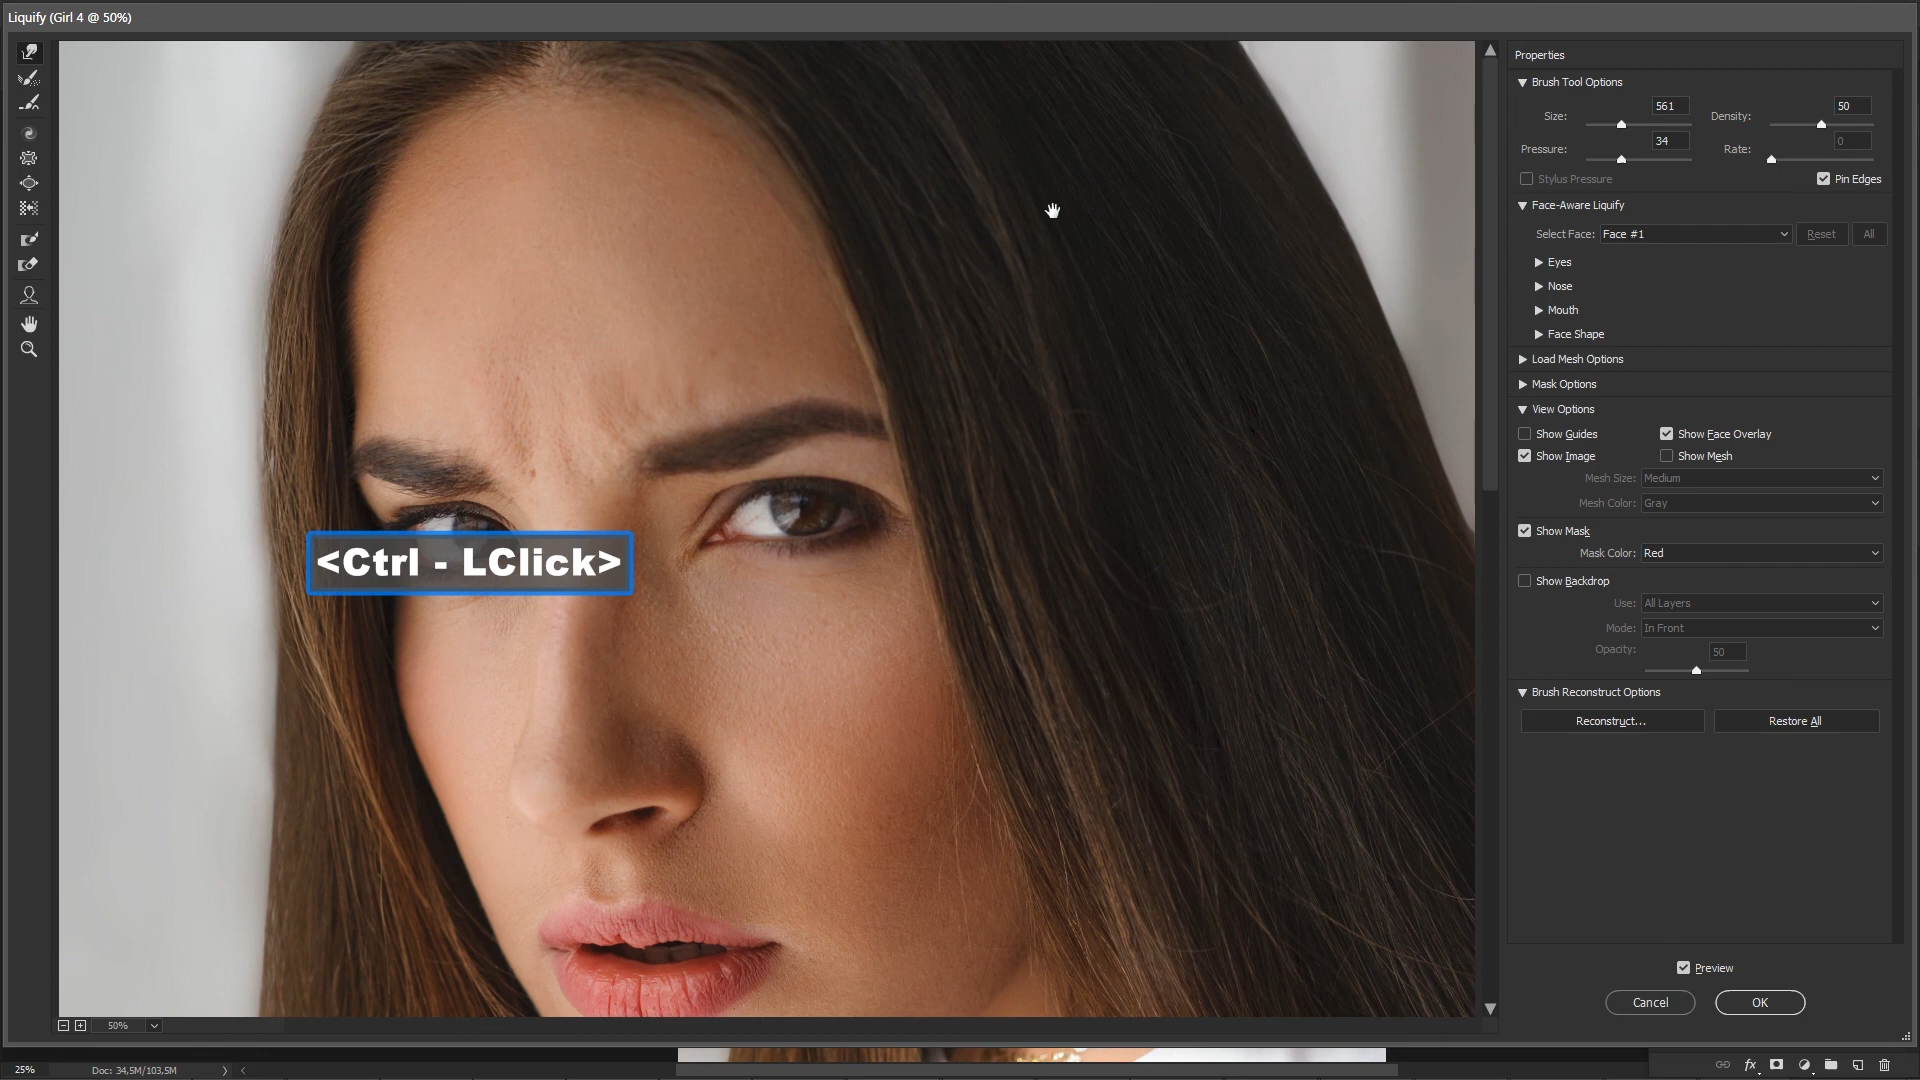 Liquify (Girl 4 @ 50%)
Properties
Brush Tool Options
Size: 561
Density: 50
Pressure: 34
Rate: 0
Stylus Pressure
Pin Edges
Face-Aware Liquify
Select Face: Face #1
Reset
All
Eyes
Nose
Mouth
Face Shape
Load Mesh Options
Mask Options
View Options
Show Guides
Show Face Overlay
Show Image
Show Mesh
Mesh Size: Medium
Mesh Color: Gray
Show Mask
Mask Color: Red
Show Backdrop
Use: All Layers
Mode: In Front
Opacity: 50
Brush Reconstruct Options
Reconstruct...
Restore All
<Ctrl - LClick>
Preview
Cancel
OK
50%
25%
Doc: 34,5M/103,5M
fx